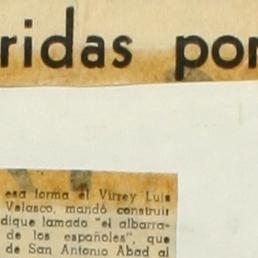 ridas por
esa forma el Virrey Luis
Velasco, mandó construir
dique lamado "el albarra-
de los españoles", que
de San Antonio Abad al